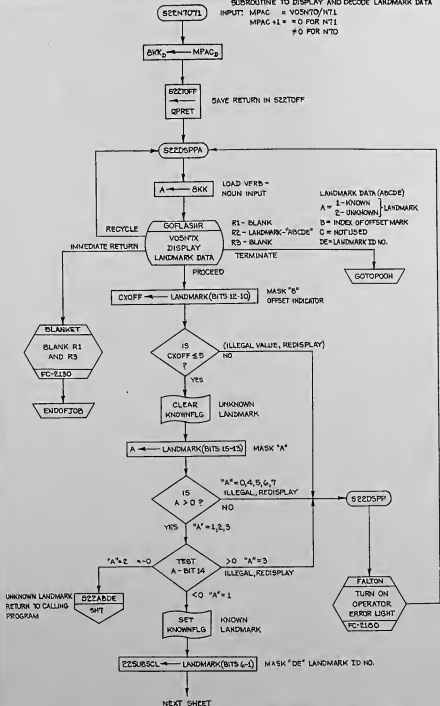 SUBROUTINE TO DISPLAY AND DECODE LANDMARK DATA
S22N7071
INPUT: MPAC = V05N70/N71
MPAC+1 = =0 FOR N71
≠0 FOR N70
8KK_D ← MPAC_D
S22TOFF
←
QPRET
SAVE RETURN IN S22TOFF
S22DSPPA
A ← 8KK
LOAD VERB-
NOUN INPUT
LANDMARK DATA (ABCDE)
A = 1-KNOWN
2-UNKNOWN
} LANDMARK
B = INDEX OF OFFSET MARK
C = NOT USED
DE = LANDMARK ID NO.
GOFLASHR
V05N7X
DISPLAY
LANDMARK DATA
R1-BLANK
R2-LANDMARK-"ABCDE"
R3-BLANK
RECYCLE
IMMEDIATE RETURN
TERMINATE
GOTOPOOH
PROCEED
BLANKET
BLANK R1
AND R3
FC-2130
ENDOFJOB
CXOFF ← LANDMARK(BITS 12-10)
MASK "B"
OFFSET INDICATOR
IS
CXOFF ≤ 5
?
(ILLEGAL VALUE, REDISPLAY)
NO
YES
CLEAR
KNOWNFLG
UNKNOWN
LANDMARK
A ← LANDMARK(BITS 15-13)
MASK "A"
IS
A > 0 ?
"A"=0,4,5,6,7
ILLEGAL, REDISPLAY
NO
S22DSPP
YES "A"=1,2,3
TEST
A-BIT14
"A"=2 =-0
>0 "A"=3
ILLEGAL, REDISPLAY
UNKNOWN LANDMARK
RETURN TO CALLING
PROGRAM
S22ABDE
SH7
<0 "A"=1
SET
KNOWNFLG
KNOWN
LANDMARK
FALTON
TURN ON
OPERATOR
ERROR LIGHT
FC-2180
22SUBSCL ← LANDMARK(BITS 6-1)
MASK "DE" LANDMARK ID NO.
NEXT SHEET